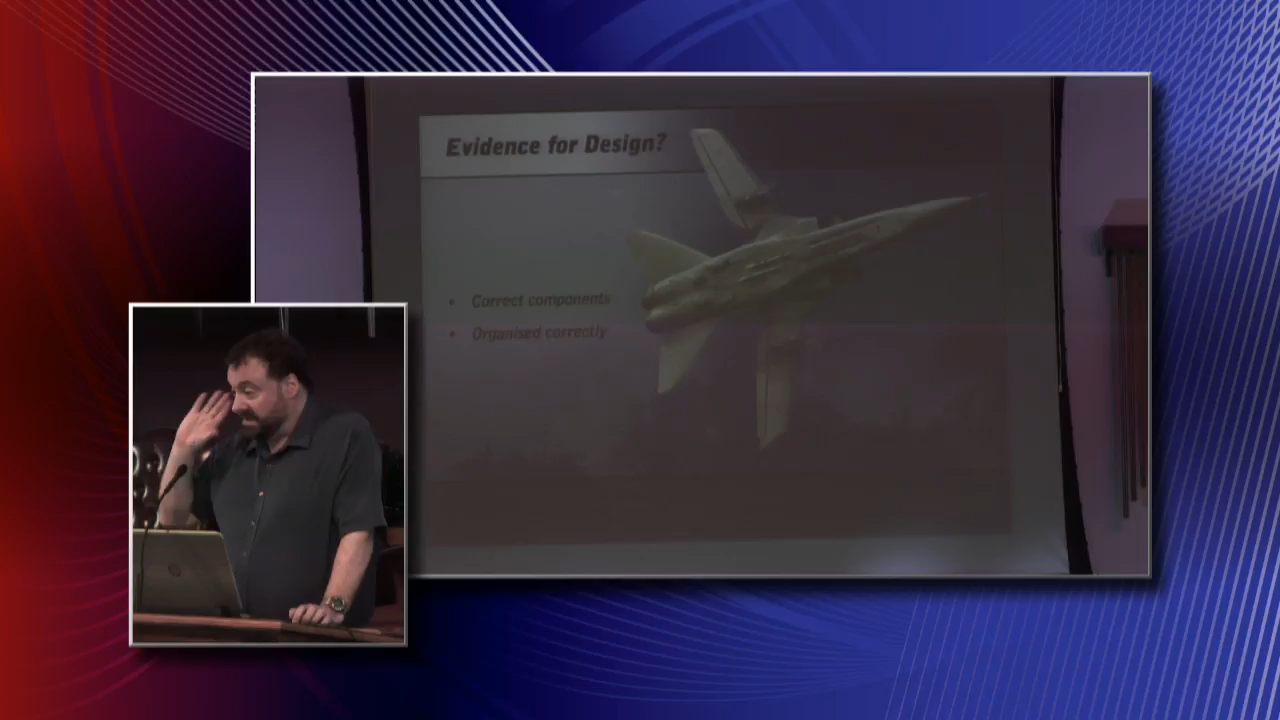 Evidence for Design?
• Correct components
• Organised correctly